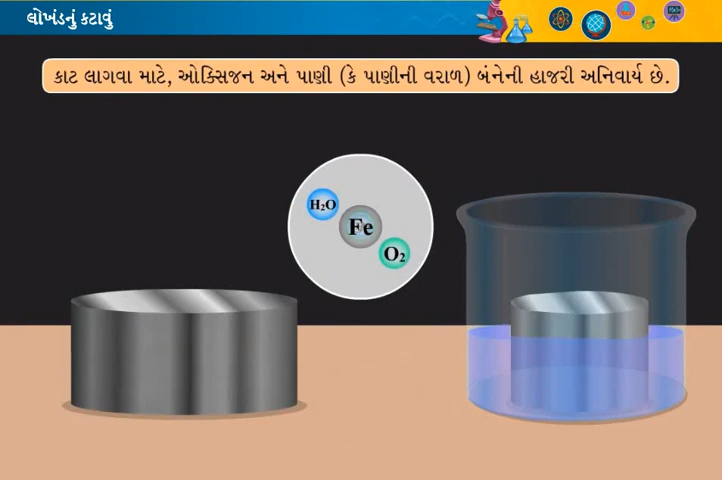 લોખંડનું કટાવું
કાટ લાગવા માટે, ઓક્સિજન અને પાણી (કે પાણીની વરાળ) બંનેની હાજરી અનિવાર્ય છે.
H₂O
Fe
O₂